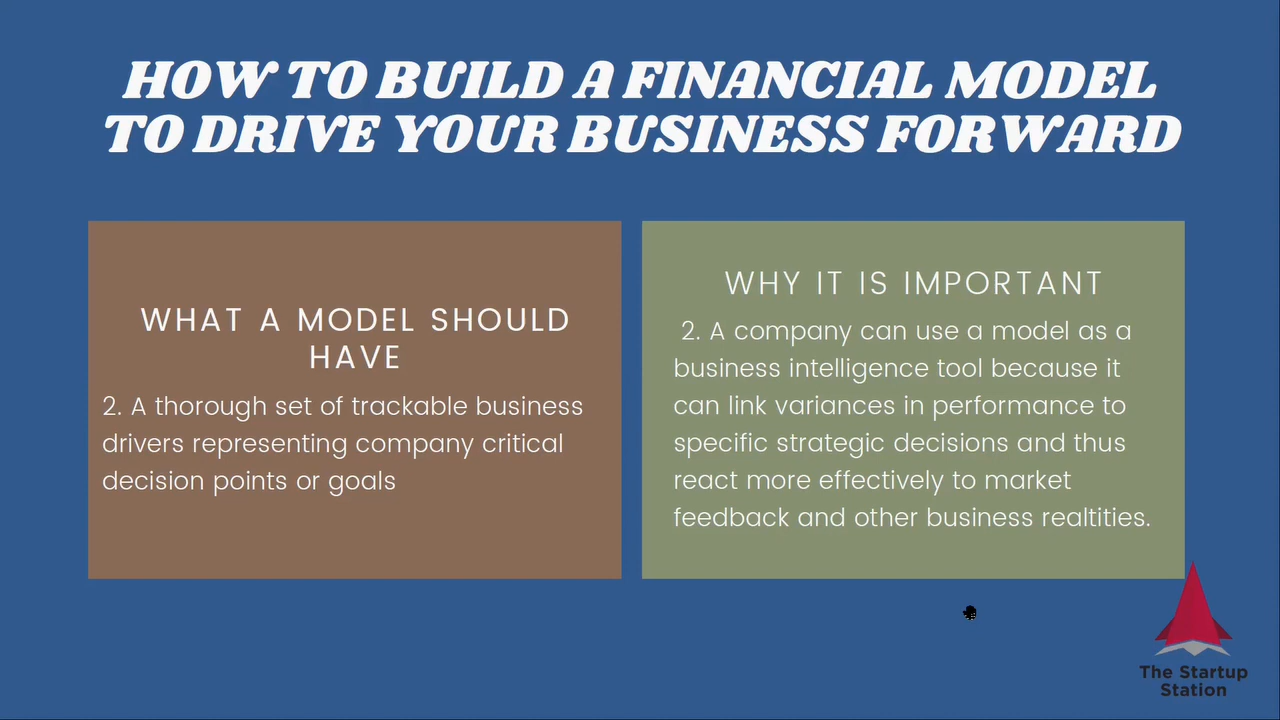 HOW TO BUILD A FINANCIAL MODEL
TO DRIVE YOUR BUSINESS FORWARD
WHAT A MODEL SHOULD
HAVE
2. A thorough set of trackable business
drivers representing company critical
decision points or goals
WHY IT IS IMPORTANT
2. A company can use a model as a
business intelligence tool because it
can link variances in performance to
specific strategic decisions and thus
react more effectively to market
feedback and other business realtities.
The Startup
Station